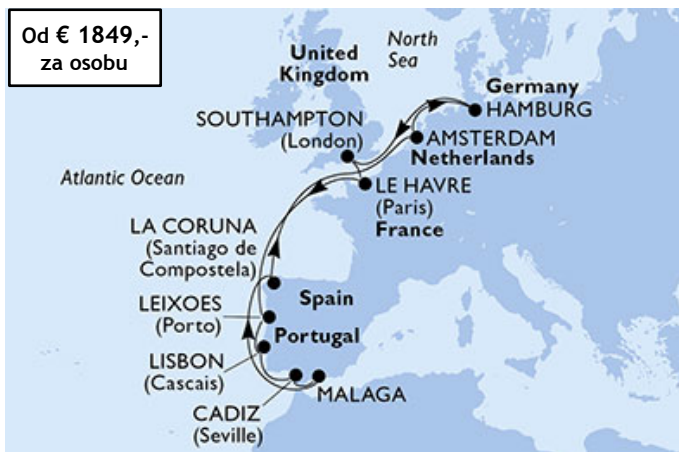 Od € 1849,-
za osobu
North
Sea
United
Kingdom
Germany
HAMBURG
SOUTHAMPTON
(London)
AMSTERDAM
Netherlands
Atlantic Ocean
LE HAVRE
(Paris)
France
LA CORUNA
(Santiago de
Compostela)
Spain
LEIXOES
(Porto)
Portugal
LISBON
(Cascais)
MALAGA
CADIZ
(Seville)